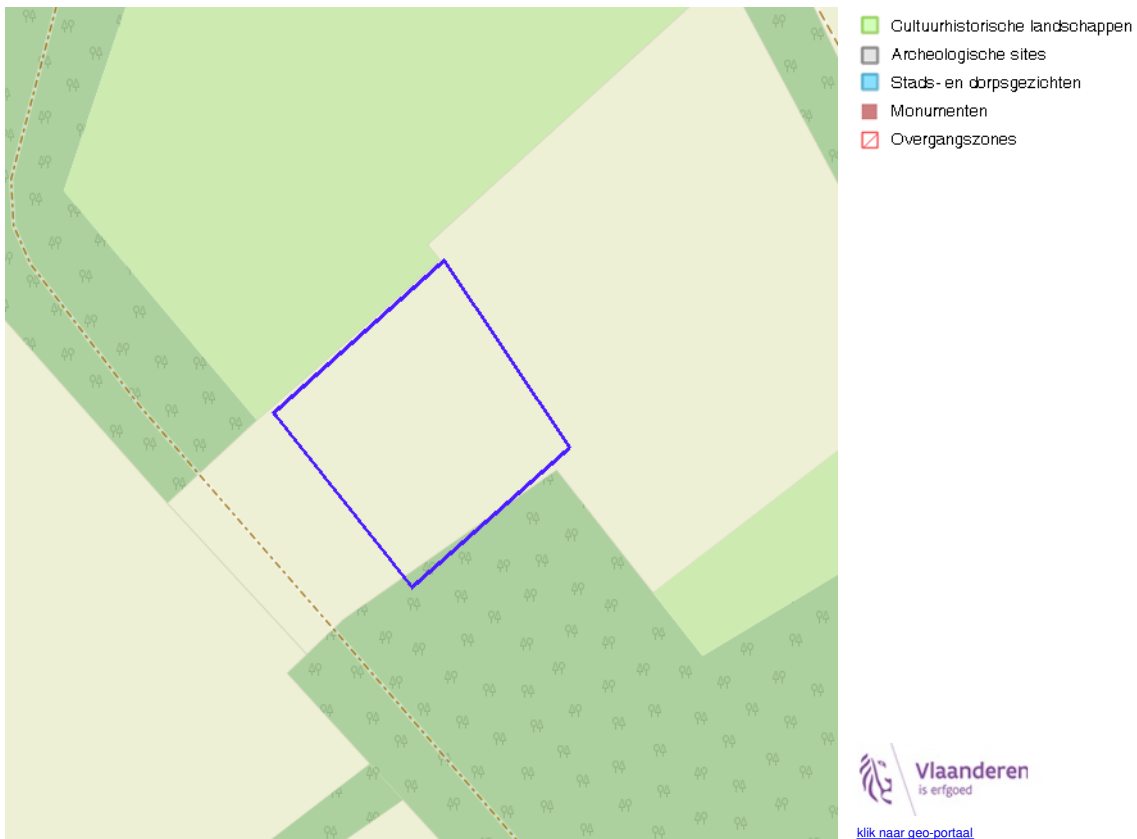 Cultuurhistorische landschappen
Archeologische sites
Stads- en dorpsgezichten
Monumenten
Overgangszones
Vlaanderen
is erfgoed
klik naar geo-portaal